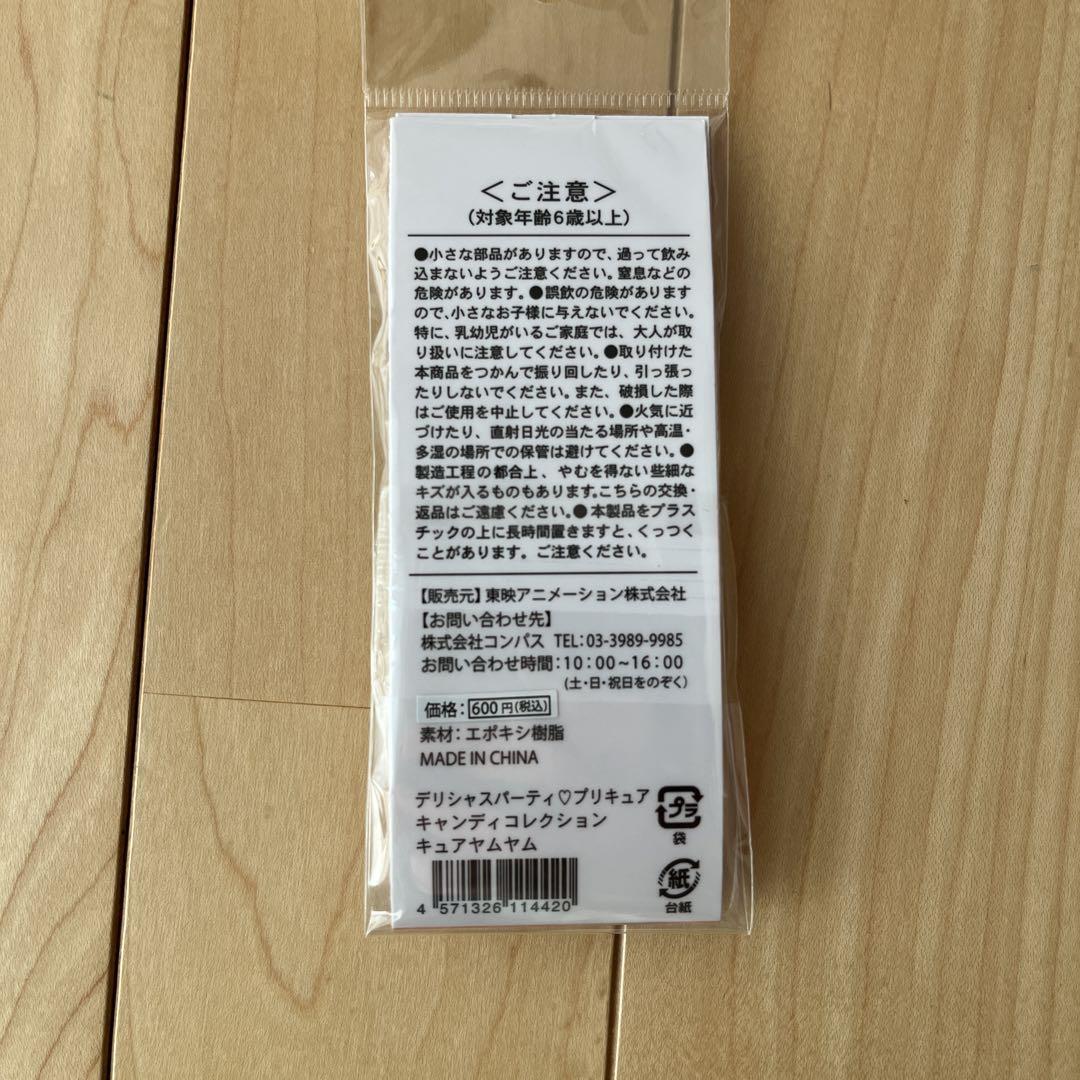 ＜ご注意＞
（対象年齢6歳以上）
●小さな部品がありますので、過って飲み
込まないようご注意ください。窒息などの
危険があります。●誤飲の危険があります
ので、小さなお子様に与えないでください。
特に、乳幼児がいるご家庭では、大人が取
り扱いに注意してください。●取り付けた
本商品をつかんで振り回したり、引っ張っ
たりしないでください。また、破損した際
はご使用を中止してください。●火気に近
づけたり、直射日光の当たる場所や高温・
多湿の場所での保管は避けてください。●
製造工程の都合上、やむを得ない些細な
キズが入るものもあります。こちらの交換・
返品はご遠慮ください。●本製品をプラス
チックの上に長時間置きますと、くっつく
ことがあります。ご注意ください。
【販売元】東映アニメーション株式会社
【お問い合わせ先】
株式会社コンパス TEL：03-3989-9985
お問い合わせ時間：10：00～16：00
（土・日・祝日をのぞく）
価格：600円（税込）
素材：エポキシ樹脂
MADE IN CHINA
デリシャスパーティ♡プリキュア
キャンディコレクション
キュアヤムヤム
プラ
袋
紙
台紙
4 571326 114420